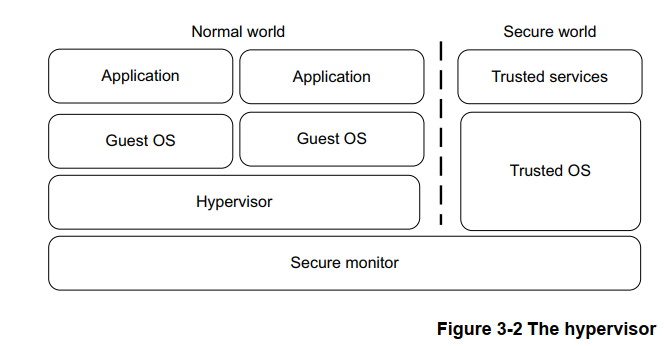 Normal world
Secure world
Application
Application
Trusted services
Guest OS
Guest OS
Trusted OS
Hypervisor
Secure monitor
Figure 3-2 The hypervisor